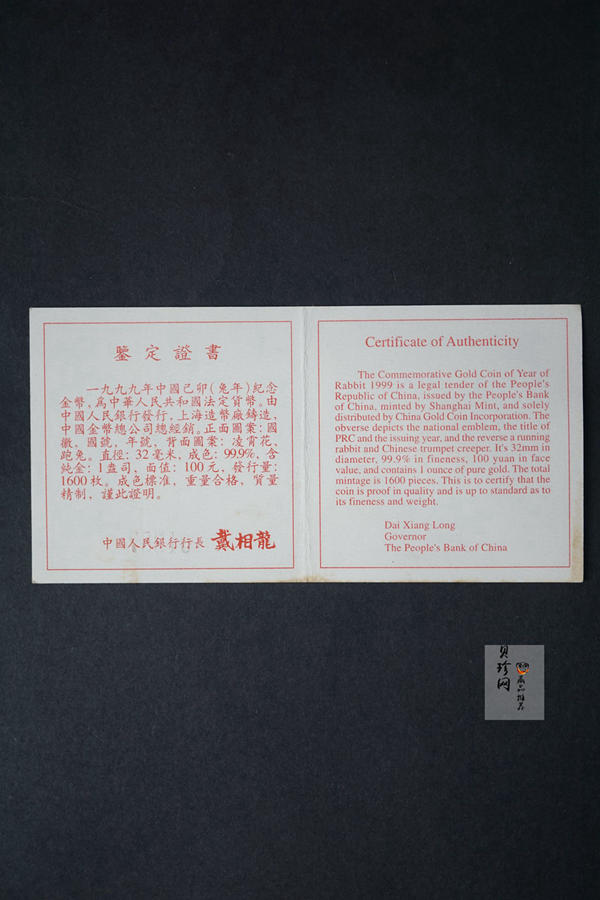 鑒定證書
一九九九年中國己卯(兔年)紀念
金幣,爲中華人民共和國法定貨幣。由
中國人民銀行發行,上海造幣廠鑄造,
中國金幣總公司總經銷。正面圖案:國
徽、國號、年號,背面圖案:凌霄花、
跑兔。直徑:32毫米,成色:99.9%,含
純金:1盎司,面值:100元,發行量:
1600枚。成色標准,重量合格,質量
精制,謹此證明。
中國人民銀行行長 戴相龍
Certificate of Authenticity
The Commemorative Gold Coin of Year of
Rabbit 1999 is a legal tender of the People's
Republic of China, issued by the People's Bank
of China, minted by Shanghai Mint, and solely
distributed by China Gold Coin Incorporation. The
obverse depicts the national emblem, the title of
PRC and the issuing year, and the reverse a running
rabbit and Chinese trumpet creeper. It's 32mm in
diameter, 99.9% in fineness, 100 yuan in face
value, and contains 1 ounce of pure gold. The total
mintage is 1600 pieces. This is to certify that the
coin is proof in quality and is up to standard as to
its fineness and weight.
Dai Xiang Long
Governor
The People's Bank of China
贝珍网
藏品推荐